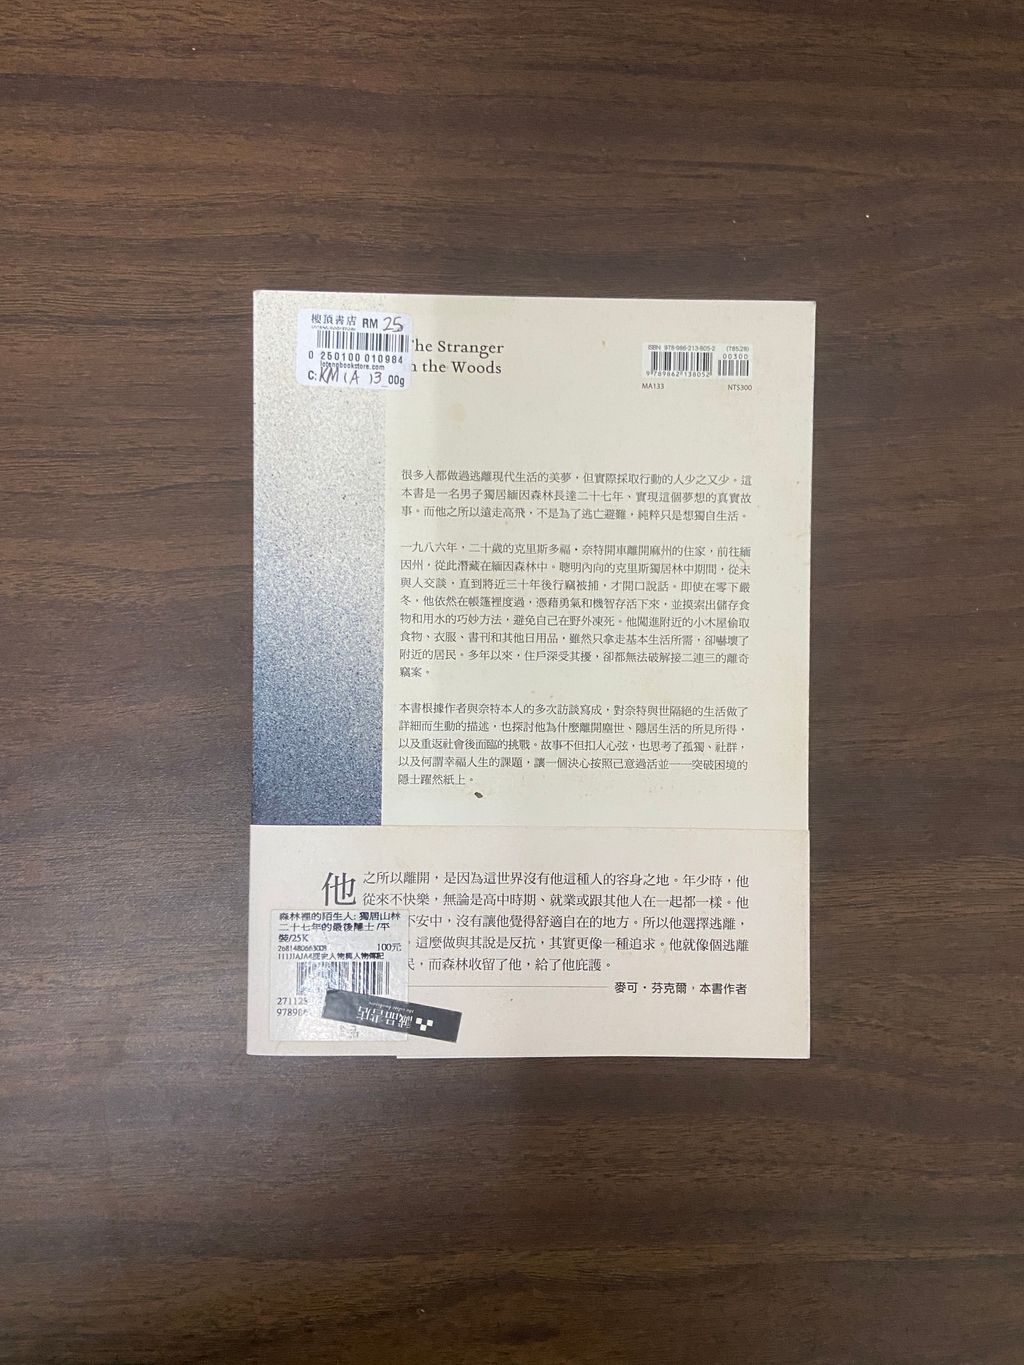 樓頂書店 RM 25
0 250100 010984
lotengbookstore.com
C: KM(A)3_00g
The Stranger
in the Woods
ISBN 978-986-213-805-2 (785.28)
00300
9 789862 138052
MA133 NT$300
很多人都做過逃離現代生活的美夢，但實際採取行動的人少之又少。這
本書是一名男子獨居緬因森林長達二十七年、實現這個夢想的真實故
事。而他之所以遠走高飛，不是為了逃亡避難，純粹只是想獨自生活。
一九八六年，二十歲的克里斯多福·奈特開車離開麻州的住家，前往緬
因州，從此潛藏在緬因森林中。聰明內向的克里斯獨居林中期間，從未
與人交談，直到將近三十年後行竊被捕，才開口說話。即使在零下嚴
冬，他依然在帳篷裡度過，憑藉勇氣和機智存活下來，並摸索出儲存食
物和用水的巧妙方法，避免自己在野外凍死。他闖進附近的小木屋偷取
食物、衣服、書刊和其他日用品，雖然只拿走基本生活所需，卻嚇壞了
附近的居民。多年以來，住戶深受其擾，卻都無法破解接二連三的離奇
竊案。
本書根據作者與奈特本人的多次訪談寫成，對奈特與世隔絕的生活做了
詳細而生動的描述，也探討他為什麼離開塵世、隱居生活的所見所得，
以及重返社會後面臨的挑戰。故事不但扣人心弦，也思考了孤獨、社群，
以及何謂幸福人生的課題，讓一個決心按照己意過活並一一突破困境的
隱士躍然紙上。
他之所以離開，是因為這世界沒有他這種人的容身之地。年少時，他
從來不快樂，無論是高中時期、就業或跟其他人在一起都一樣。他
不安中，沒有讓他覺得舒適自在的地方。所以他選擇逃離，
。這麼做與其說是反抗，其實更像一種追求。他就像個逃離
民，而森林收留了他，給了他庇護。
麥可·芬克爾，本書作者
森林裡的陌生人: 獨居山林
二十七年的最後隱士 /平
裝/25K
2681480663008 100元
誠品書店